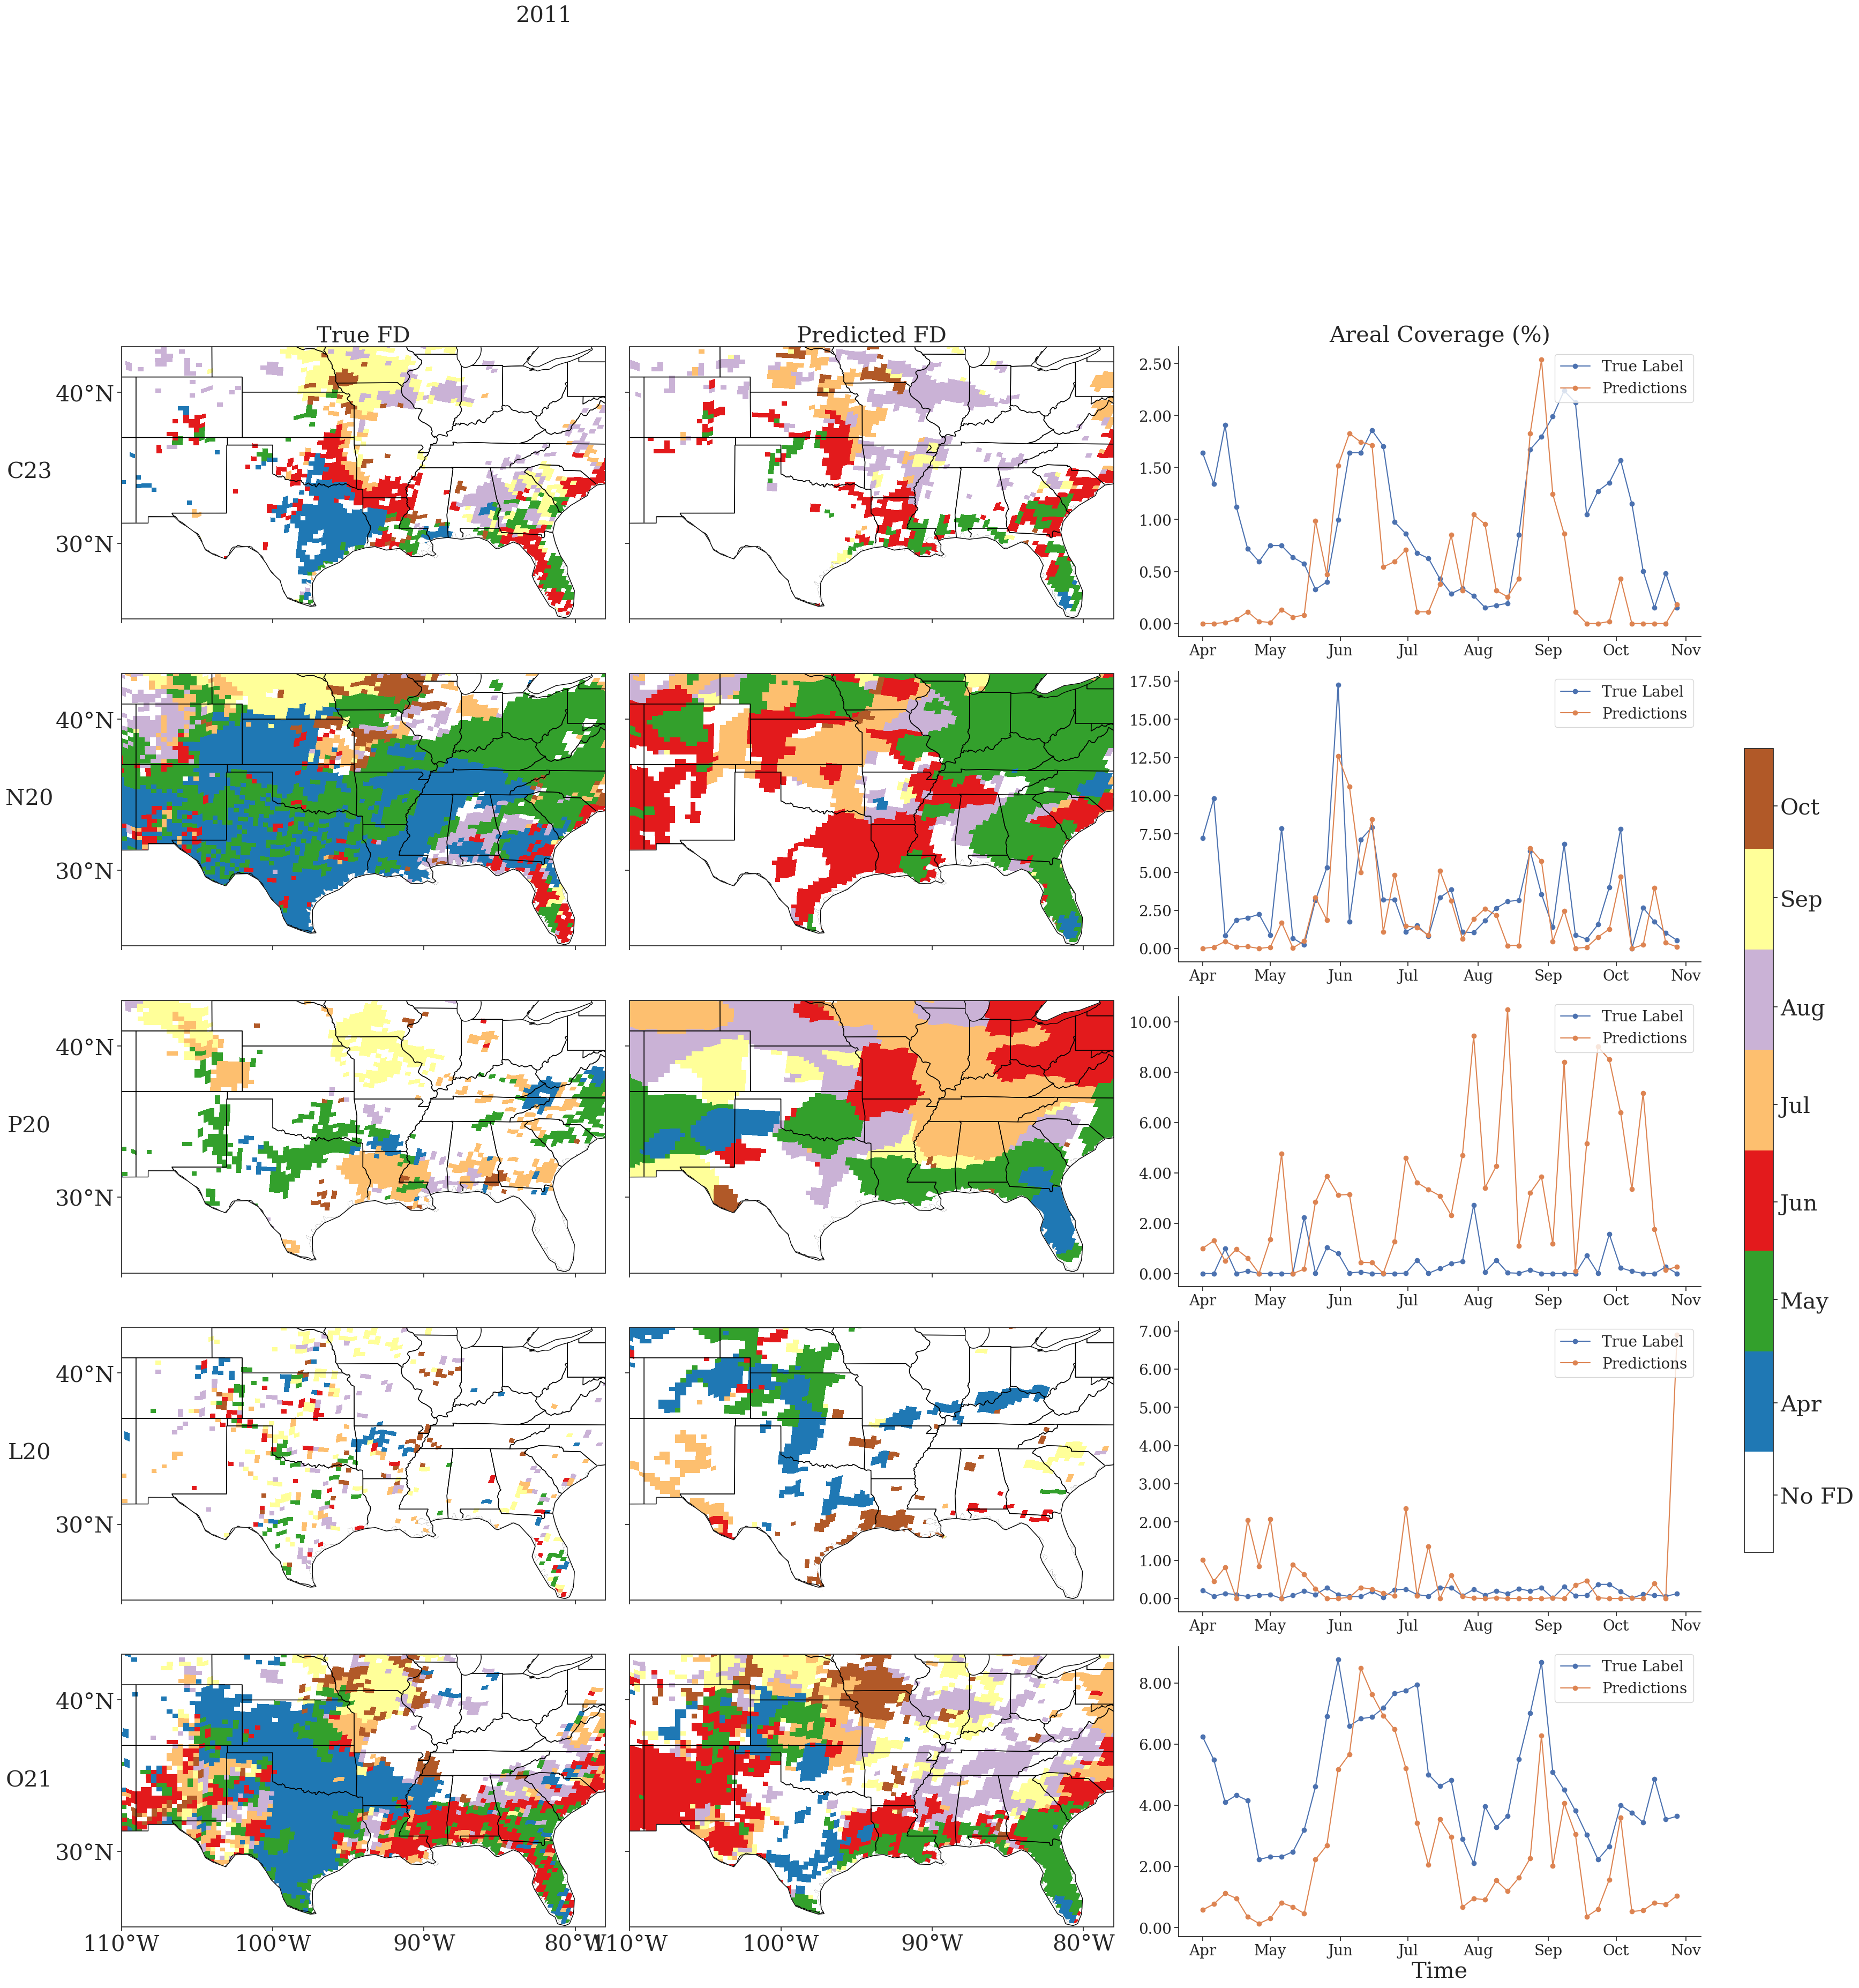 2011
True FD
Predicted FD
Areal Coverage (%)
C23
40°N
30°N
2.50
2.00
1.50
1.00
0.50
0.00
True Label
Predictions
Apr May Jun Jul Aug Sep Oct Nov
N20
40°N
30°N
17.50
15.00
12.50
10.00
7.50
5.00
2.50
0.00
True Label
Predictions
Apr May Jun Jul Aug Sep Oct Nov
P20
40°N
30°N
10.00
8.00
6.00
4.00
2.00
0.00
True Label
Predictions
Apr May Jun Jul Aug Sep Oct Nov
L20
40°N
30°N
7.00
6.00
5.00
4.00
3.00
2.00
1.00
0.00
True Label
Predictions
Apr May Jun Jul Aug Sep Oct Nov
O21
40°N
30°N
110°W 100°W 90°W 80°W
110°W 100°W 90°W 80°W
8.00
6.00
4.00
2.00
0.00
True Label
Predictions
Apr May Jun Jul Aug Sep Oct Nov
Time
Oct
Sep
Aug
Jul
Jun
May
Apr
No FD